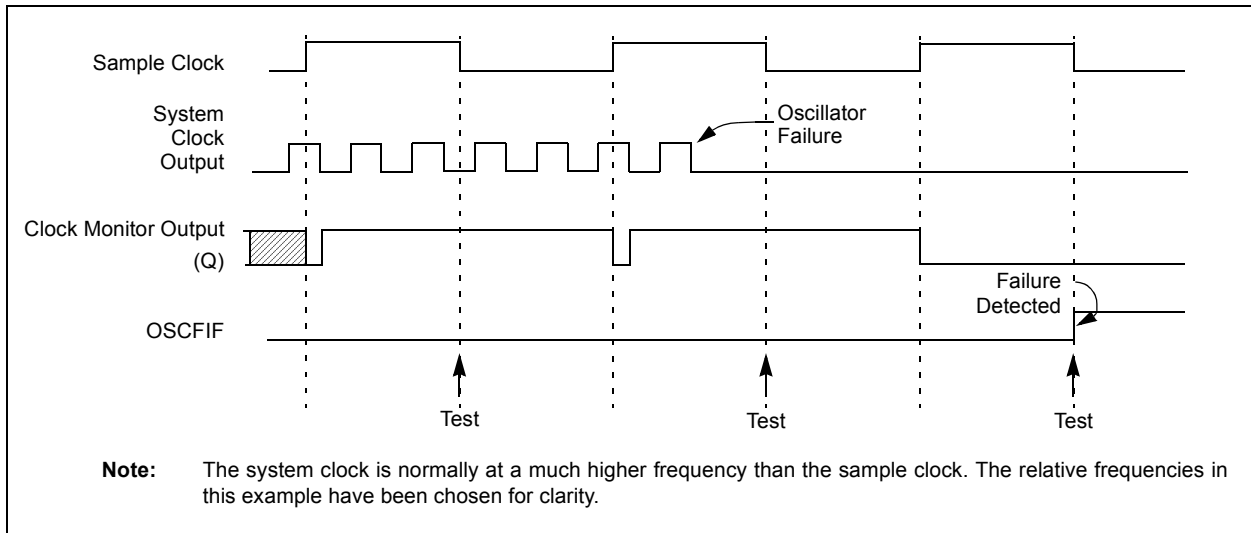 Sample Clock
System
Clock
Output
Oscillator
Failure
Clock Monitor Output
(Q)
Failure
Detected
OSCFIF
Test
Test
Test
Note: The system clock is normally at a much higher frequency than the sample clock. The relative frequencies in
this example have been chosen for clarity.